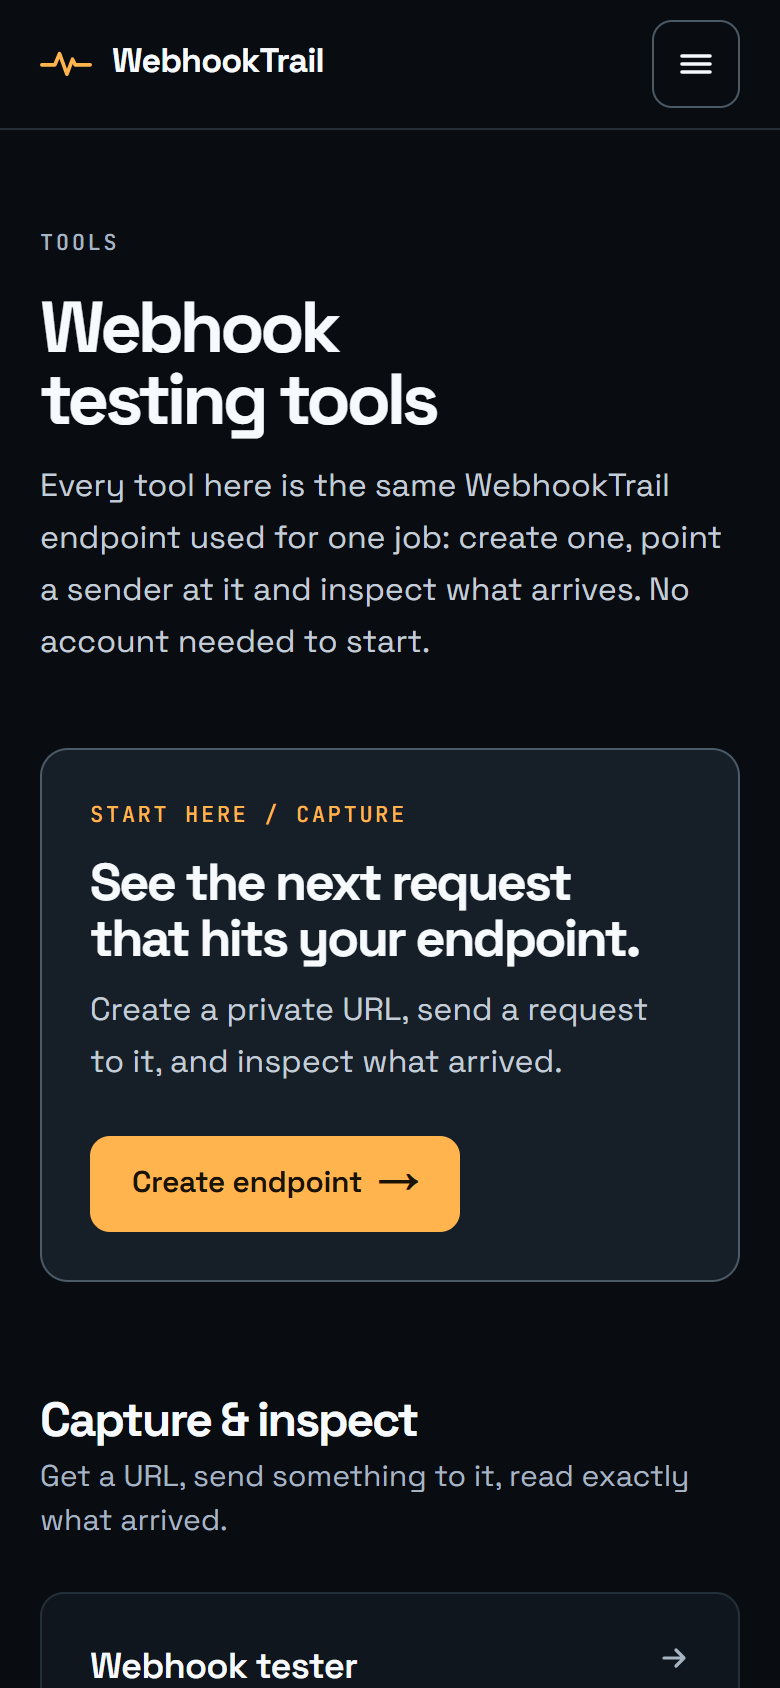 WebhookTrail
TOOLS
Webhook
testing tools
Every tool here is the same WebhookTrail
endpoint used for one job: create one, point
a sender at it and inspect what arrives. No
account needed to start.
START HERE / CAPTURE
See the next request
that hits your endpoint.
Create a private URL, send a request
to it, and inspect what arrived.
Create endpoint →
Capture & inspect
Get a URL, send something to it, read exactly
what arrived.
Webhook tester →